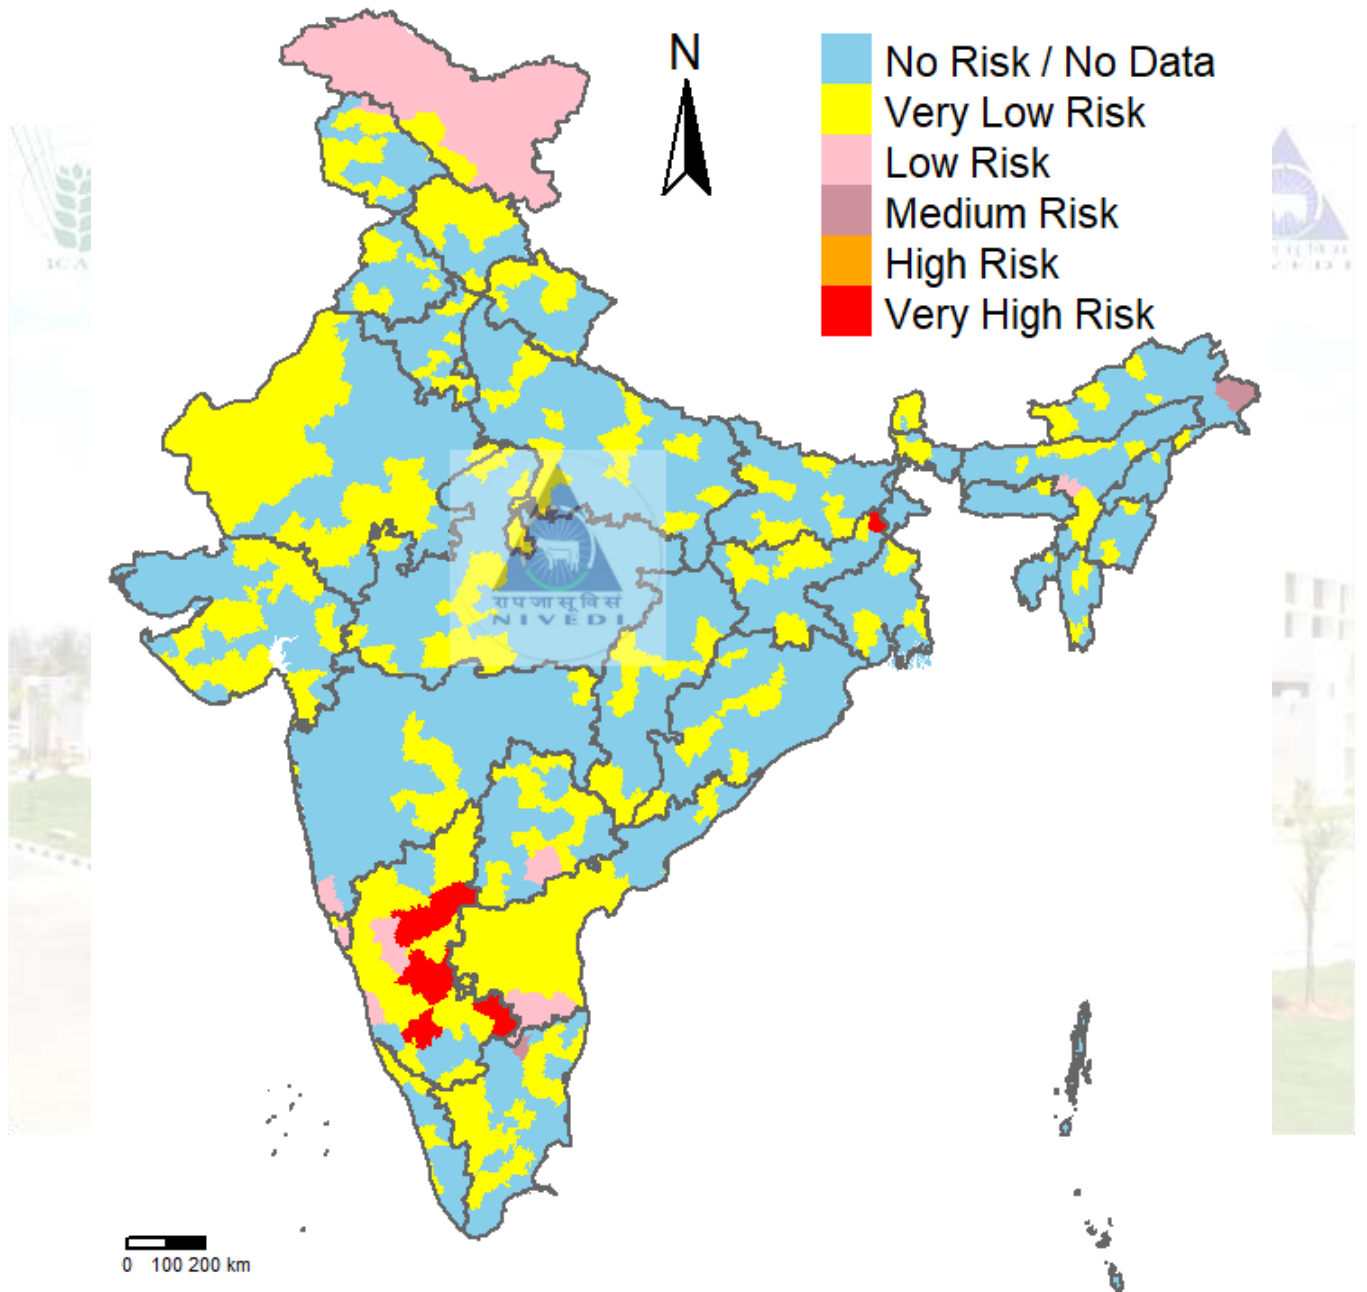 N
No Risk / No Data
Very Low Risk
Low Risk
Medium Risk
High Risk
Very High Risk
रा प जा सू वि सं
NIVEDI
0 100 200 km